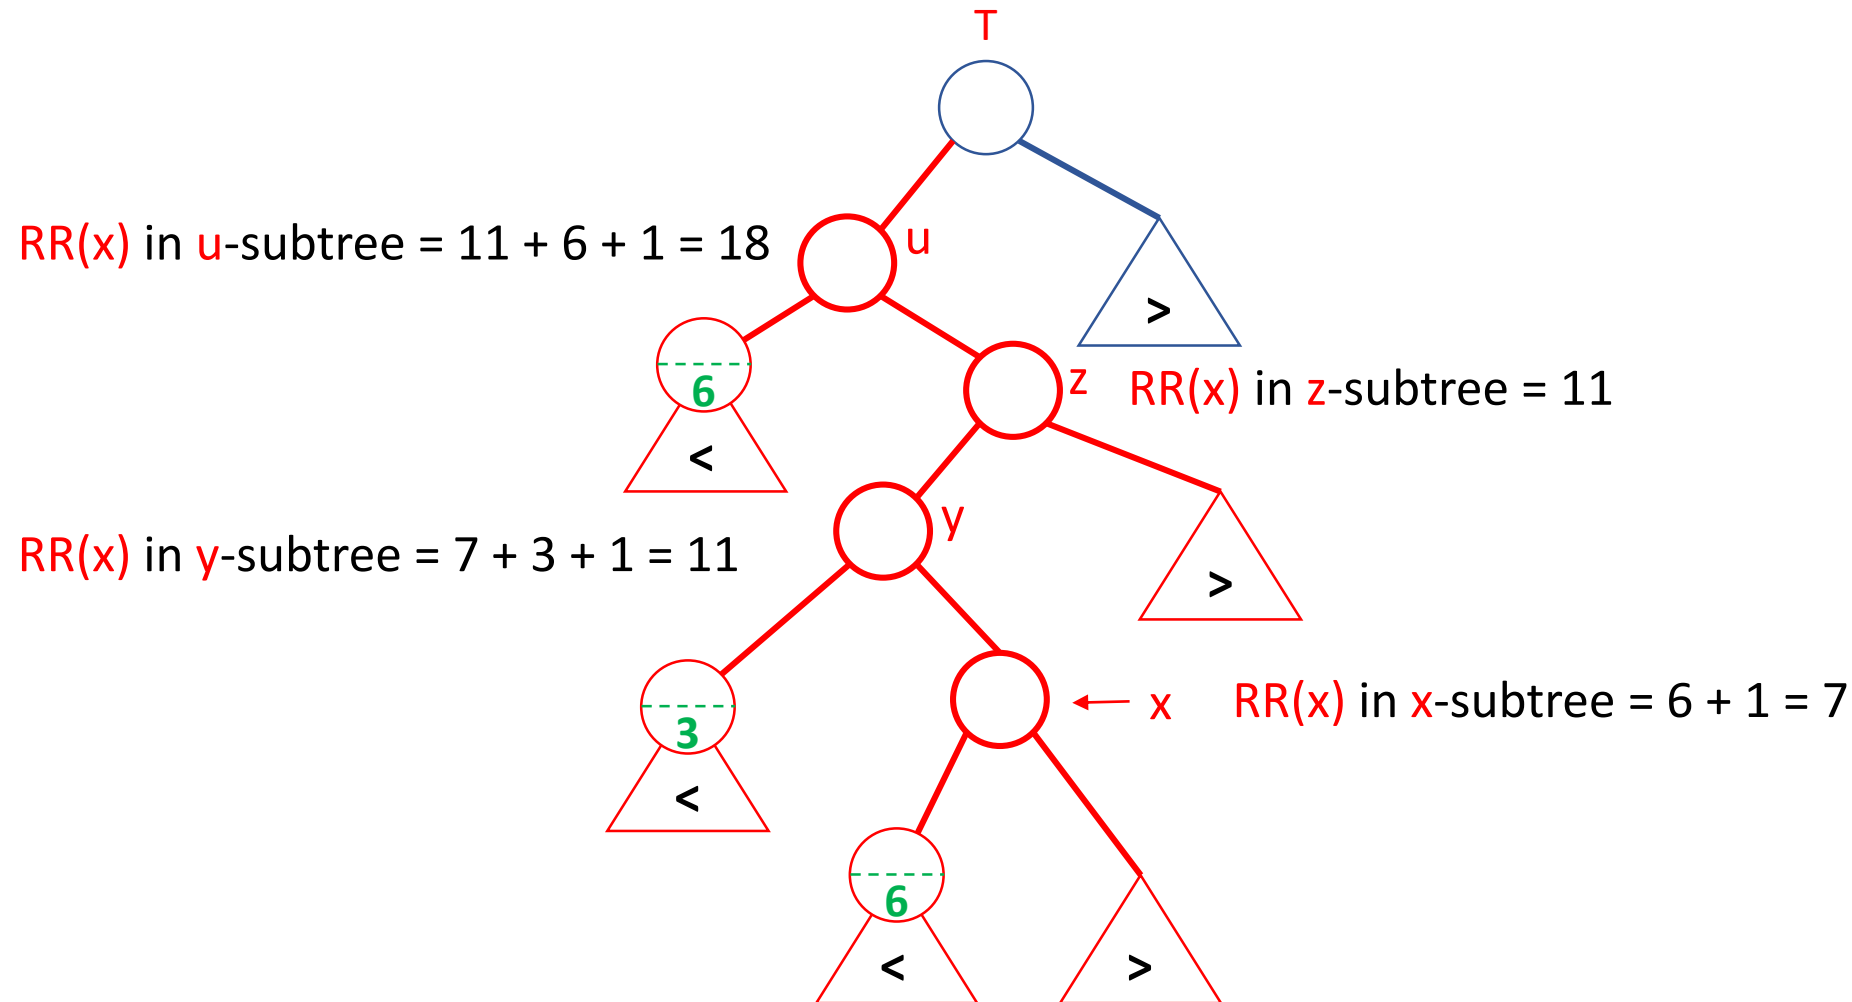 T
RR(x) in u-subtree = 11 + 6 + 1 = 18
u
>
6
<
z
RR(x) in z-subtree = 11
y
RR(x) in y-subtree = 7 + 3 + 1 = 11
>
3
<
x
RR(x) in x-subtree = 6 + 1 = 7
6
<
>